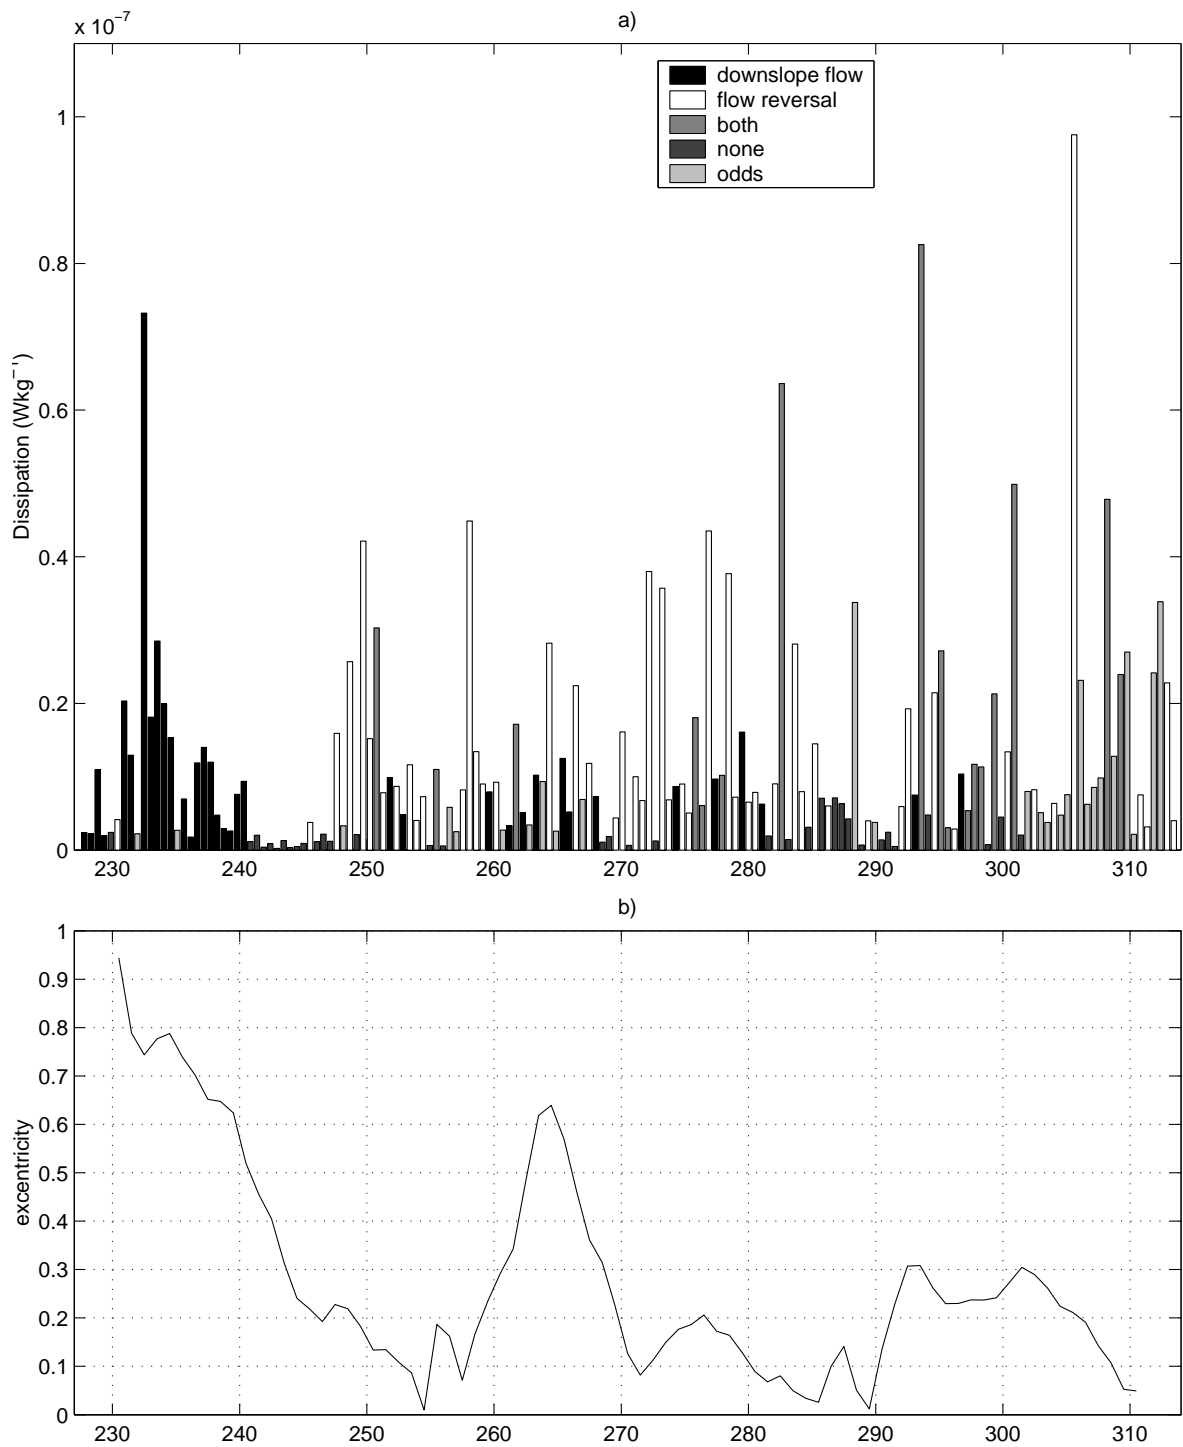 x 10⁻⁷
a)
downslope flow
flow reversal
both
none
odds
1
0.8
0.6
0.4
0.2
0
Dissipation (Wkg⁻¹)
230 240 250 260 270 280 290 300 310
b)
1
0.9
0.8
0.7
0.6
0.5
0.4
0.3
0.2
0.1
0
excentricity
230 240 250 260 270 280 290 300 310